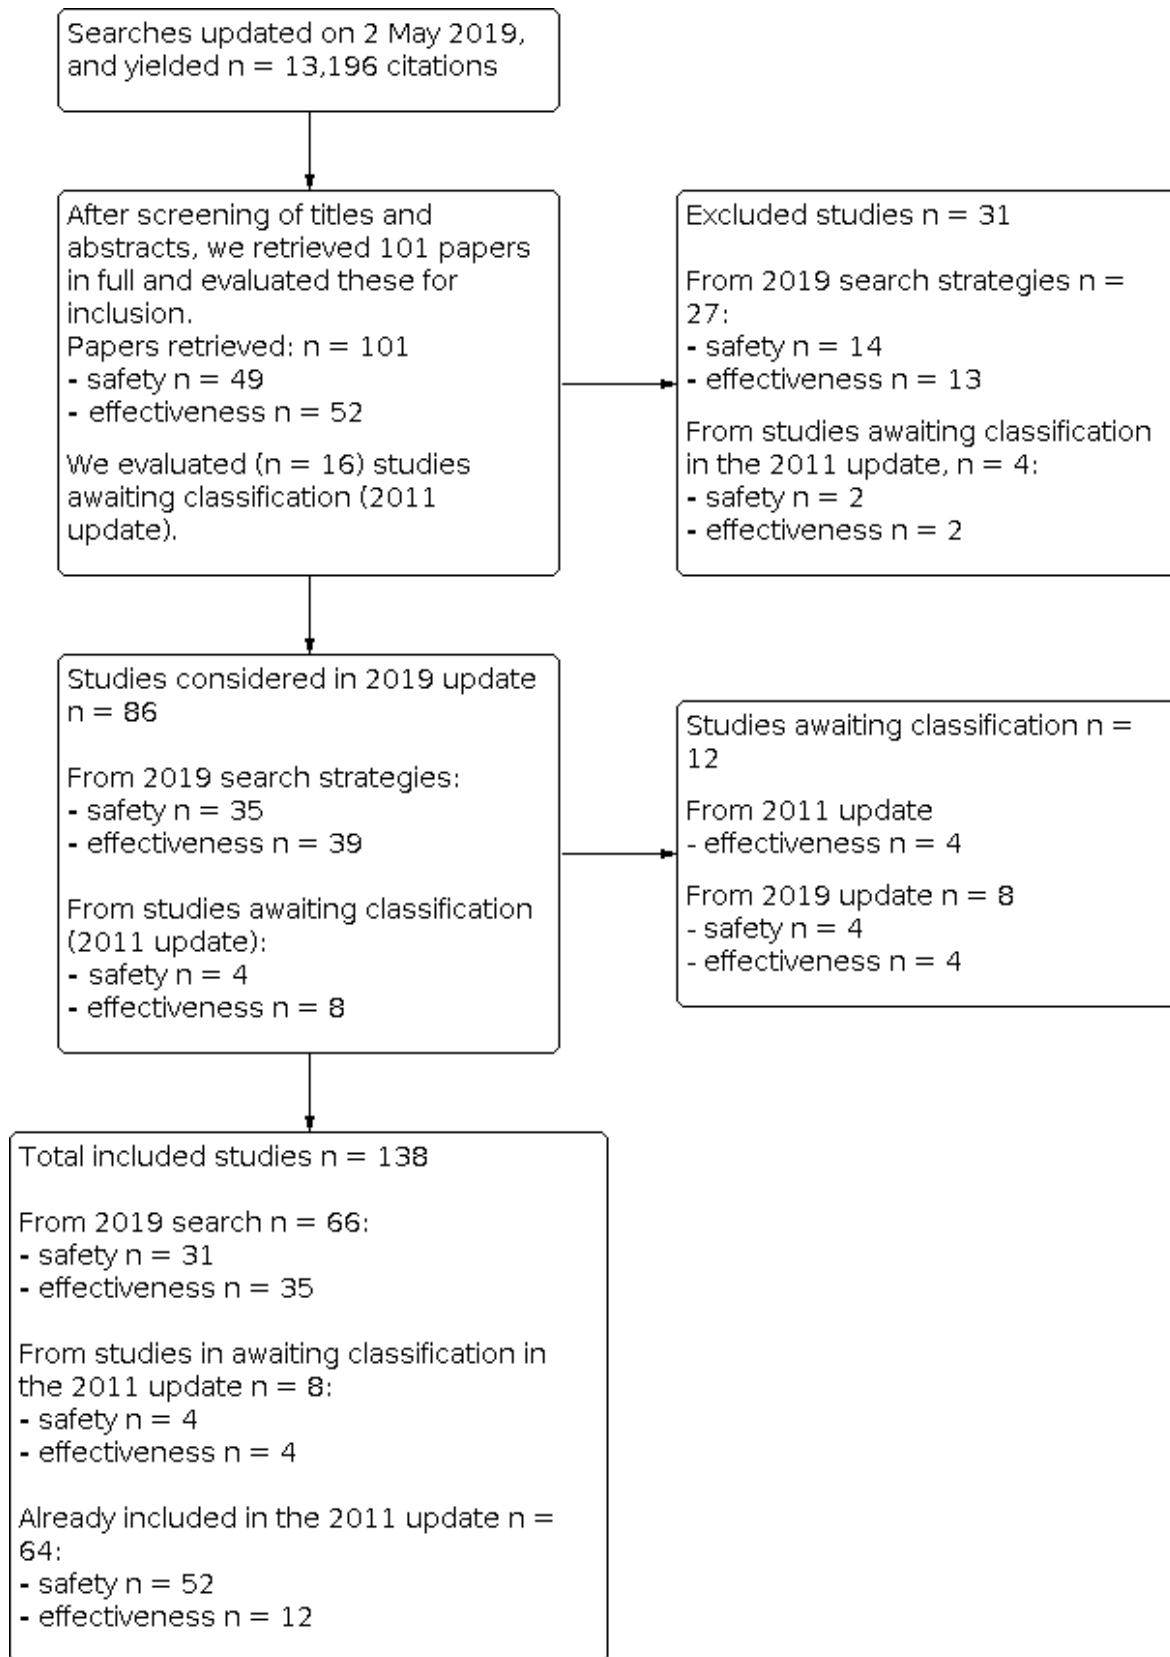 Searches updated on 2 May 2019,
and yielded n = 13,196 citations
After screening of titles and
abstracts, we retrieved 101 papers
in full and evaluated these for
inclusion.
Papers retrieved: n = 101
- safety n = 49
- effectiveness n = 52
We evaluated (n = 16) studies
awaiting classification (2011
update).
Excluded studies n = 31
From 2019 search strategies n =
27:
- safety n = 14
- effectiveness n = 13
From studies awaiting classification
in the 2011 update, n = 4:
- safety n = 2
- effectiveness n = 2
Studies considered in 2019 update
n = 86
From 2019 search strategies:
- safety n = 35
- effectiveness n = 39
From studies awaiting classification
(2011 update):
- safety n = 4
- effectiveness n = 8
Studies awaiting classification n =
12
From 2011 update
- effectiveness n = 4
From 2019 update n = 8
- safety n = 4
- effectiveness n = 4
Total included studies n = 138
From 2019 search n = 66:
- safety n = 31
- effectiveness n = 35
From studies in awaiting classification in
the 2011 update n = 8:
- safety n = 4
- effectiveness n = 4
Already included in the 2011 update n =
64:
- safety n = 52
- effectiveness n = 12